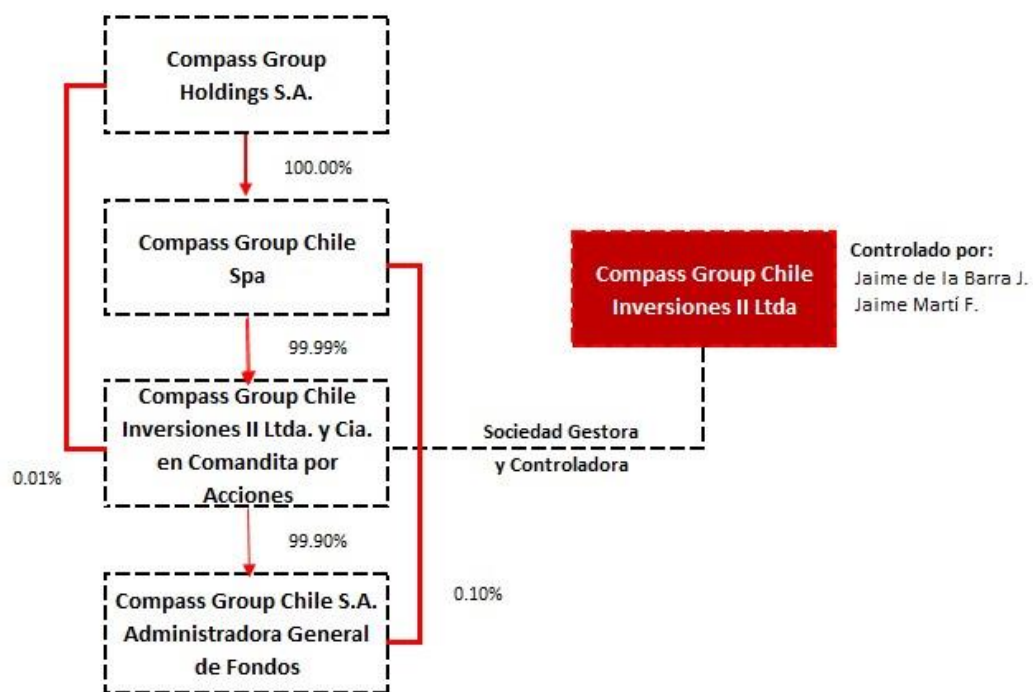 Compass Group
Holdings S.A.
100.00%
Compass Group Chile
Spa
99.99%
Compass Group Chile
Inversiones II Ltda. y Cia.
en Comandita por
Acciones
0.01%
99.90%
Compass Group Chile S.A.
Administradora General
de Fondos
0.10%
Sociedad Gestora
y Controladora
Compass Group Chile
Inversiones II Ltda
Controlado por:
Jaime de la Barra J.
Jaime Martí F.